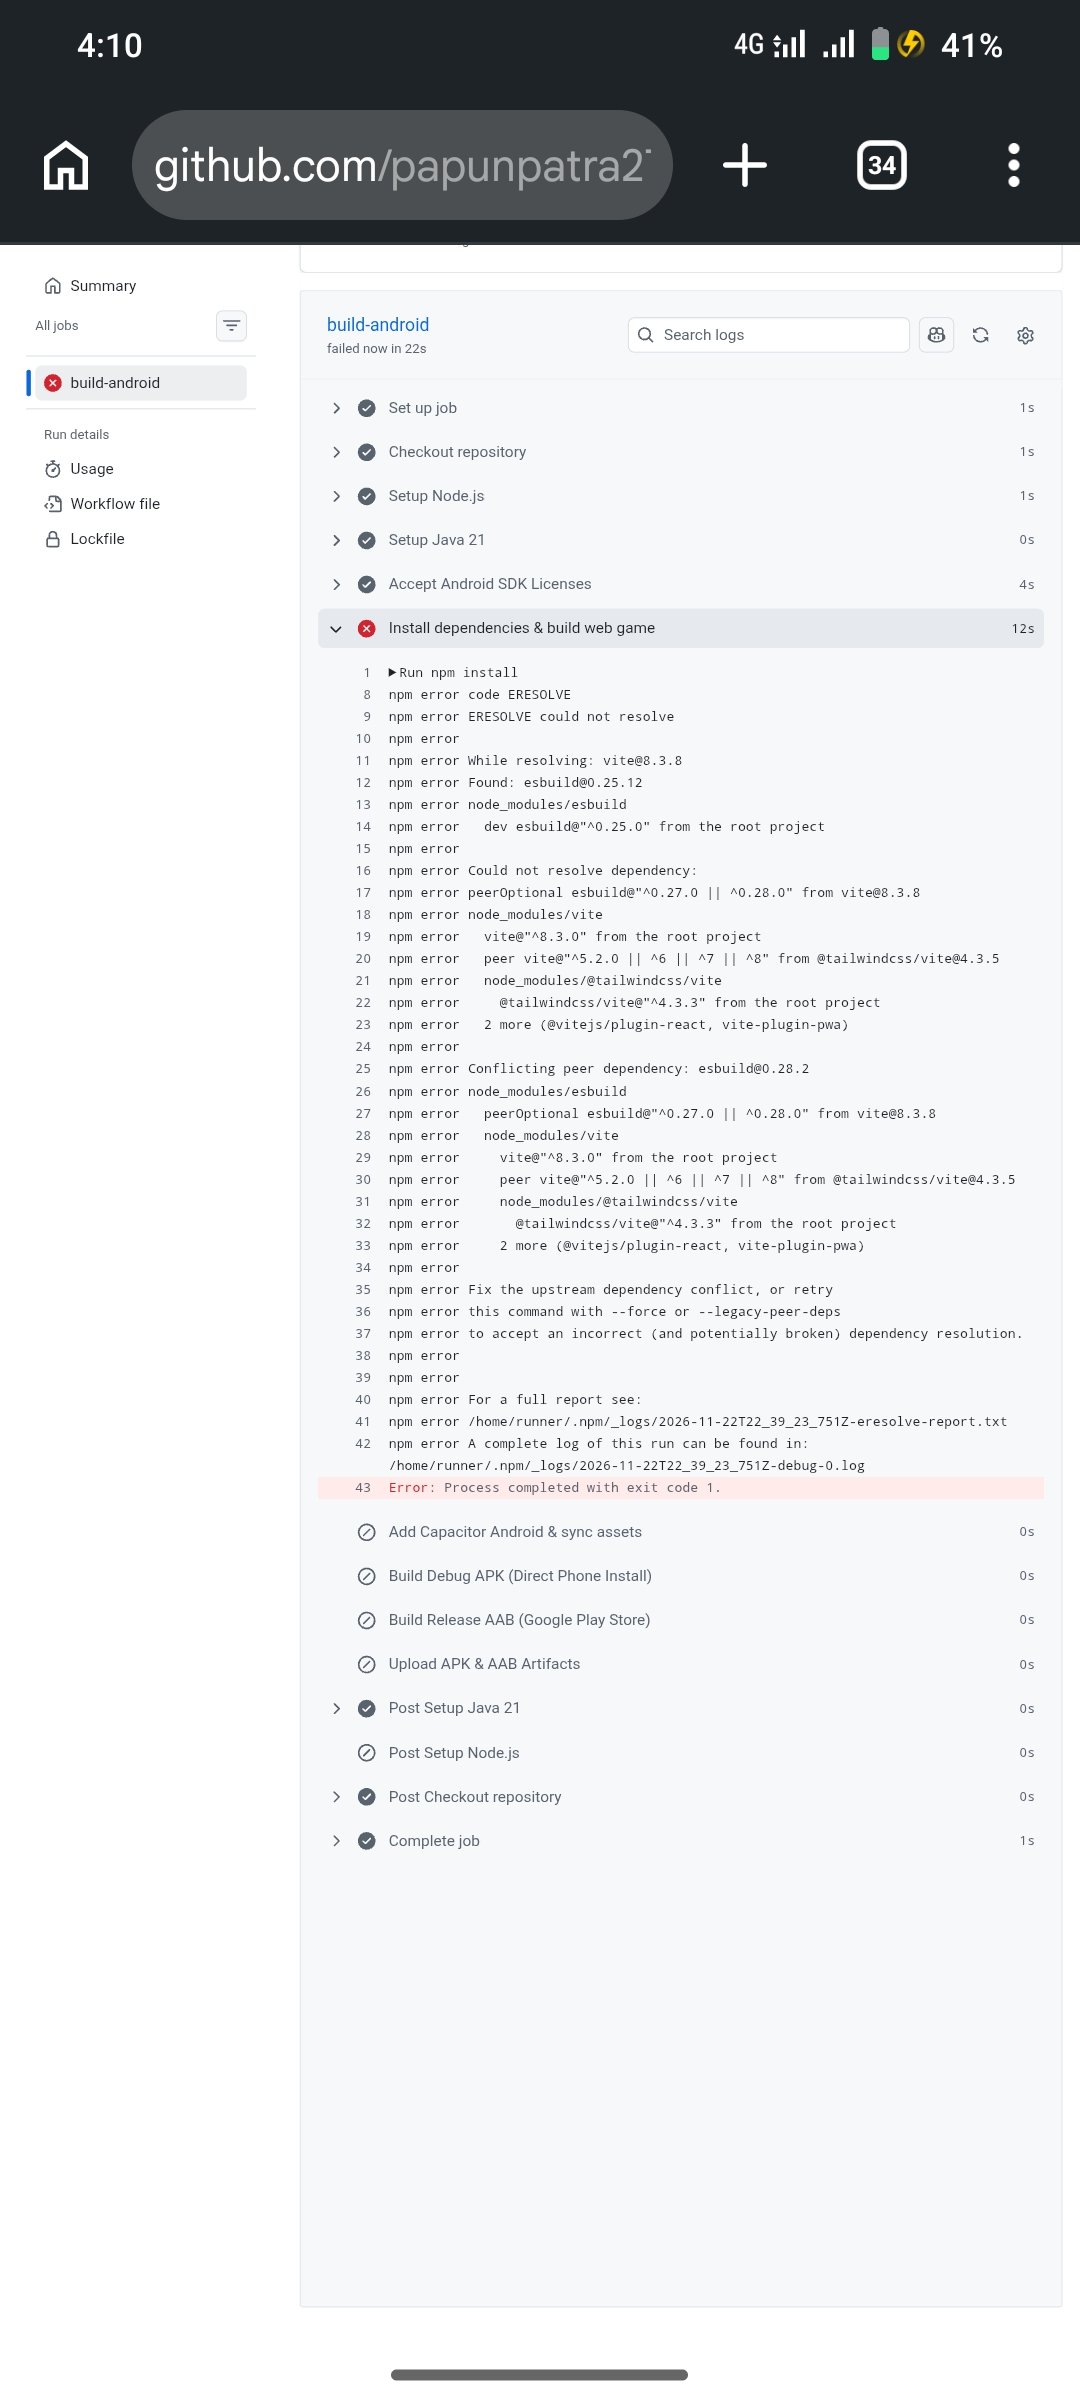 4:10
4G
41%
github.com/papunpatra2
34
Summary
All jobs
build-android
Run details
Usage
Workflow file
Lockfile
build-android
failed now in 22s
Search logs
Set up job 1s
Checkout repository 1s
Setup Node.js 1s
Setup Java 21 0s
Accept Android SDK Licenses 4s
Install dependencies & build web game 12s
1 Run npm install
8 npm error code ERESOLVE
9 npm error ERESOLVE could not resolve
10 npm error
11 npm error While resolving: vite@8.3.8
12 npm error Found: esbuild@0.25.12
13 npm error node_modules/esbuild
14 npm error   dev esbuild@"^0.25.0" from the root project
15 npm error
16 npm error Could not resolve dependency:
17 npm error peerOptional esbuild@"^0.27.0 || ^0.28.0" from vite@8.3.8
18 npm error node_modules/vite
19 npm error   vite@"^8.3.0" from the root project
20 npm error   peer vite@"^5.2.0 || ^6 || ^7 || ^8" from @tailwindcss/vite@4.3.5
21 npm error   node_modules/@tailwindcss/vite
22 npm error     @tailwindcss/vite@"^4.3.3" from the root project
23 npm error   2 more (@vitejs/plugin-react, vite-plugin-pwa)
24 npm error
25 npm error Conflicting peer dependency: esbuild@0.28.2
26 npm error node_modules/esbuild
27 npm error   peerOptional esbuild@"^0.27.0 || ^0.28.0" from vite@8.3.8
28 npm error   node_modules/vite
29 npm error     vite@"^8.3.0" from the root project
30 npm error     peer vite@"^5.2.0 || ^6 || ^7 || ^8" from @tailwindcss/vite@4.3.5
31 npm error     node_modules/@tailwindcss/vite
32 npm error       @tailwindcss/vite@"^4.3.3" from the root project
33 npm error     2 more (@vitejs/plugin-react, vite-plugin-pwa)
34 npm error
35 npm error Fix the upstream dependency conflict, or retry
36 npm error this command with --force or --legacy-peer-deps
37 npm error to accept an incorrect (and potentially broken) dependency resolution.
38 npm error
39 npm error
40 npm error For a full report see:
41 npm error /home/runner/.npm/_logs/2026-11-22T22_39_23_751Z-eresolve-report.txt
42 npm error A complete log of this run can be found in:
/home/runner/.npm/_logs/2026-11-22T22_39_23_751Z-debug-0.log
43 Error: Process completed with exit code 1.
Add Capacitor Android & sync assets 0s
Build Debug APK (Direct Phone Install) 0s
Build Release AAB (Google Play Store) 0s
Upload APK & AAB Artifacts 0s
Post Setup Java 21 0s
Post Setup Node.js 0s
Post Checkout repository 0s
Complete job 1s